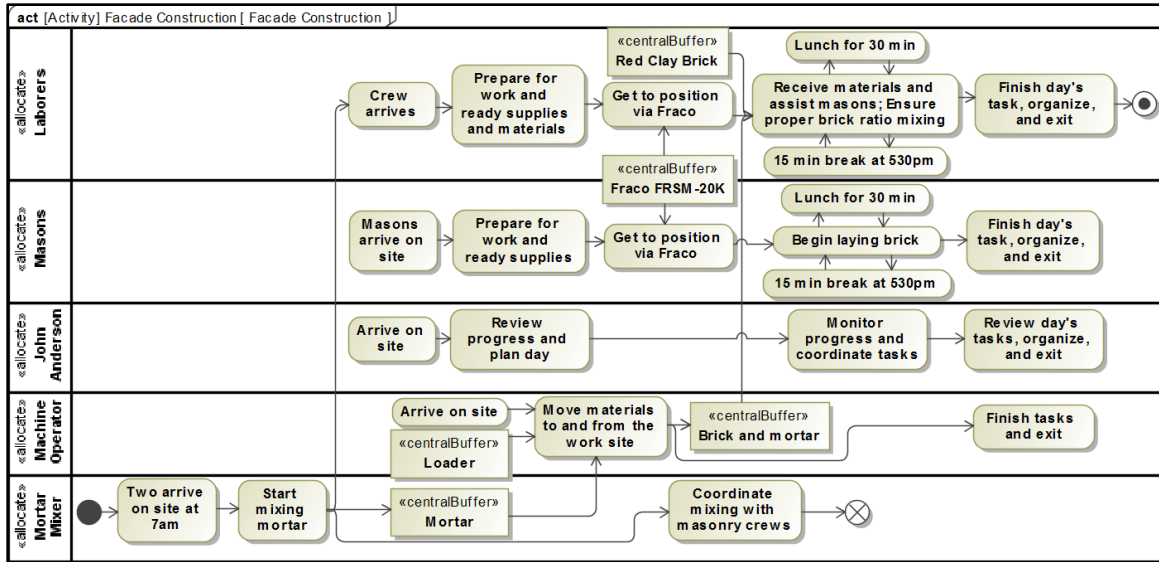 act [Activity] Facade Construction [ Facade Construction ]
«allocate»
Laborers
Crew
arrives
Prepare for
work and
ready supplies
and materials
«centralBuffer»
Red Clay Brick
Get to position
via Fraco
Lunch for 30 min
Receive materials and
assist masons; Ensure
proper brick ratio mixing
15 min break at 530pm
Finish day's
task, organize,
and exit
«centralBuffer»
Fraco FRSM-20K
«allocate»
Masons
Masons
arrive on
site
Prepare for
work and
ready supplies
Get to position
via Fraco
Lunch for 30 min
Begin laying brick
15 min break at 530pm
Finish day's
task, organize,
and exit
«allocate»
John
Anderson
Arrive on
site
Review
progress and
plan day
Monitor
progress and
coordinate tasks
Review day's
tasks, organize,
and exit
«allocate»
Machine
Operator
Arrive on site
«centralBuffer»
Loader
Move materials
to and from the
work site
«centralBuffer»
Brick and mortar
Finish tasks
and exit
«allocate»
Mortar
Mixer
Two arrive
on site at
7am
Start
mixing
mortar
«centralBuffer»
Mortar
Coordinate
mixing with
masonry crews